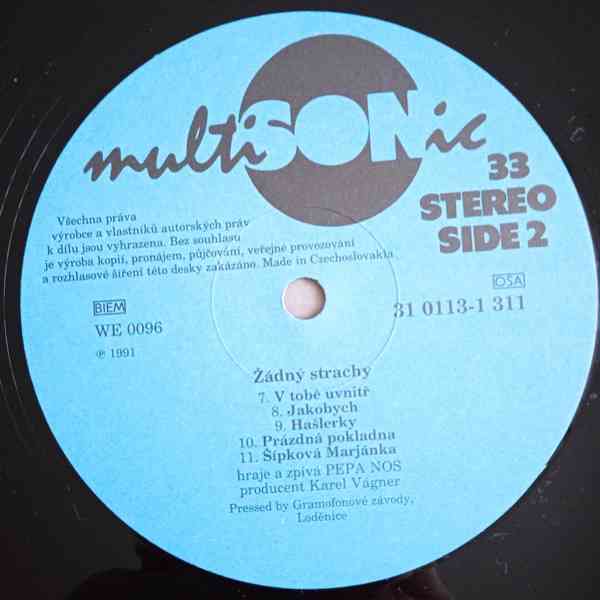 multiSONic
33
STEREO
SIDE 2
Všechna práva
výrobce a vlastníků autorských práv
k dílu jsou vyhrazena. Bez souhlasu
je výroba kopií, pronájem, půjčování, veřejné provozování
a rozhlasové šíření této desky zakázáno. Made in Czechoslovakia
BIEM
OSA
WE 0096
31 0113-1 311
℗ 1991
Žádný strachy
7. V tobě uvnitř
8. Jakobych
9. Hašlerky
10. Prázdná pokladna
11. Šípková Marjánka
hraje a zpívá PEPA NOS
producent Karel Vágner
Pressed by Gramofonové závody,
Loděnice